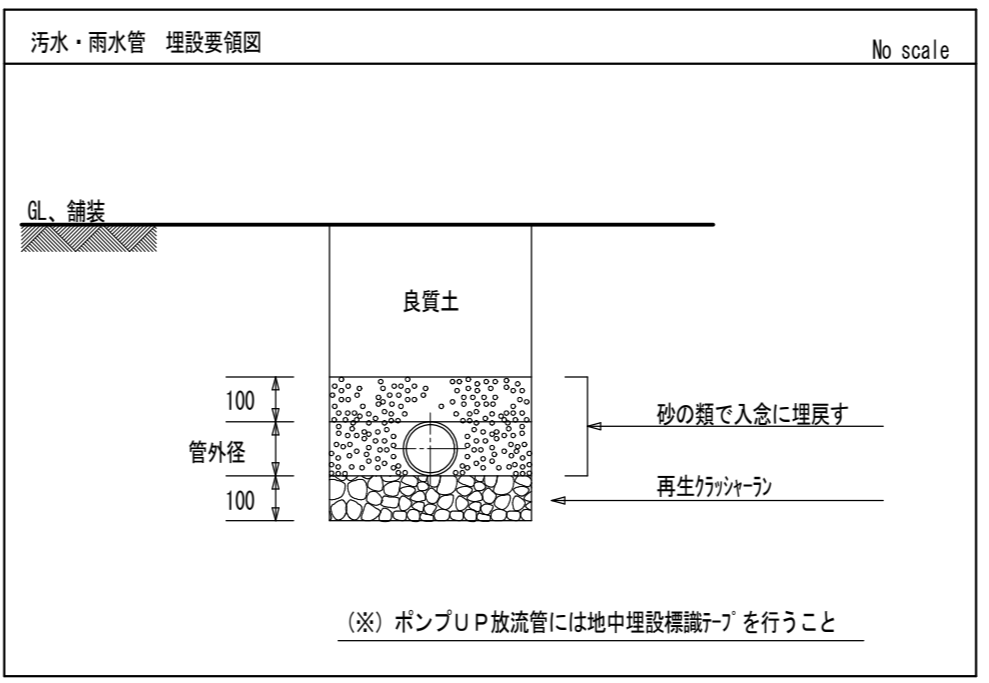 汚水・雨水管　埋設要領図
No scale
GL、舗装
良質土
100
砂の類で入念に埋戻す
管外径
再生ｸﾗｯｼｬｰﾗﾝ
100
(※) ポンプＵＰ放流管には地中埋設標識ﾃｰﾌﾟを行うこと